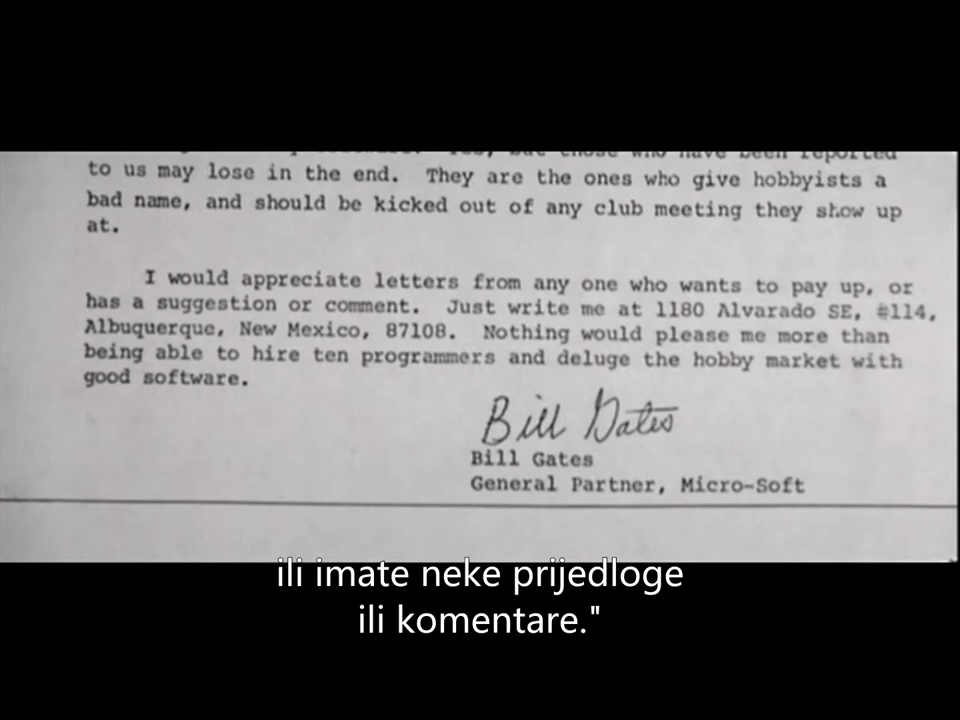 to us may lose in the end. They are the ones who give hobbyists a
bad name, and should be kicked out of any club meeting they show up
at.
I would appreciate letters from any one who wants to pay up, or
has a suggestion or comment. Just write me at 1180 Alvarado SE, #114,
Albuquerque, New Mexico, 87108. Nothing would please me more than
being able to hire ten programmers and deluge the hobby market with
good software.
Bill Gates
Bill Gates
General Partner, Micro-Soft
ili imate neke prijedloge
ili komentare."